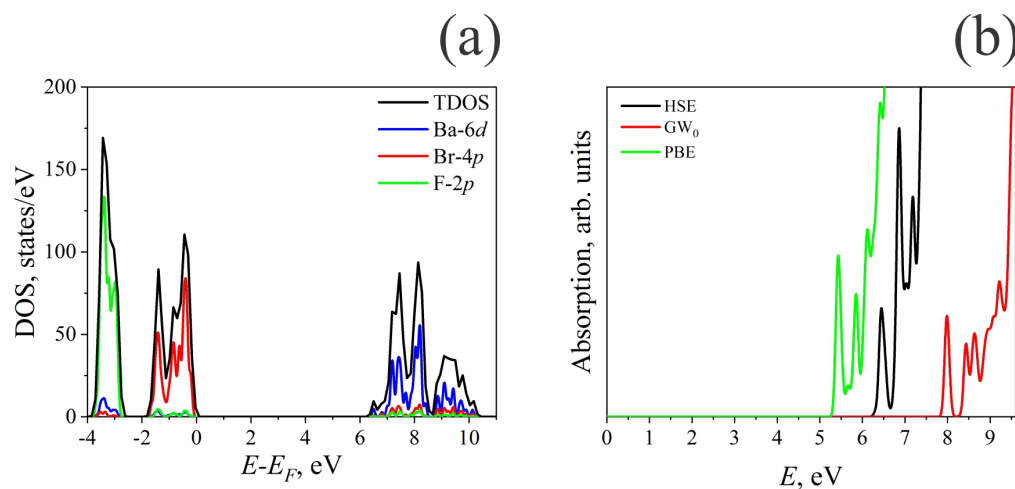 (a)
(b)
200
150
100
50
0
DOS, states/eV
TDOS
Ba-6d
Br-4p
F-2p
-4 -2 0 2 4 6 8 10
E-E_F, eV
Absorption, arb. units
HSE
GW₀
PBE
0 1 2 3 4 5 6 7 8 9
E, eV